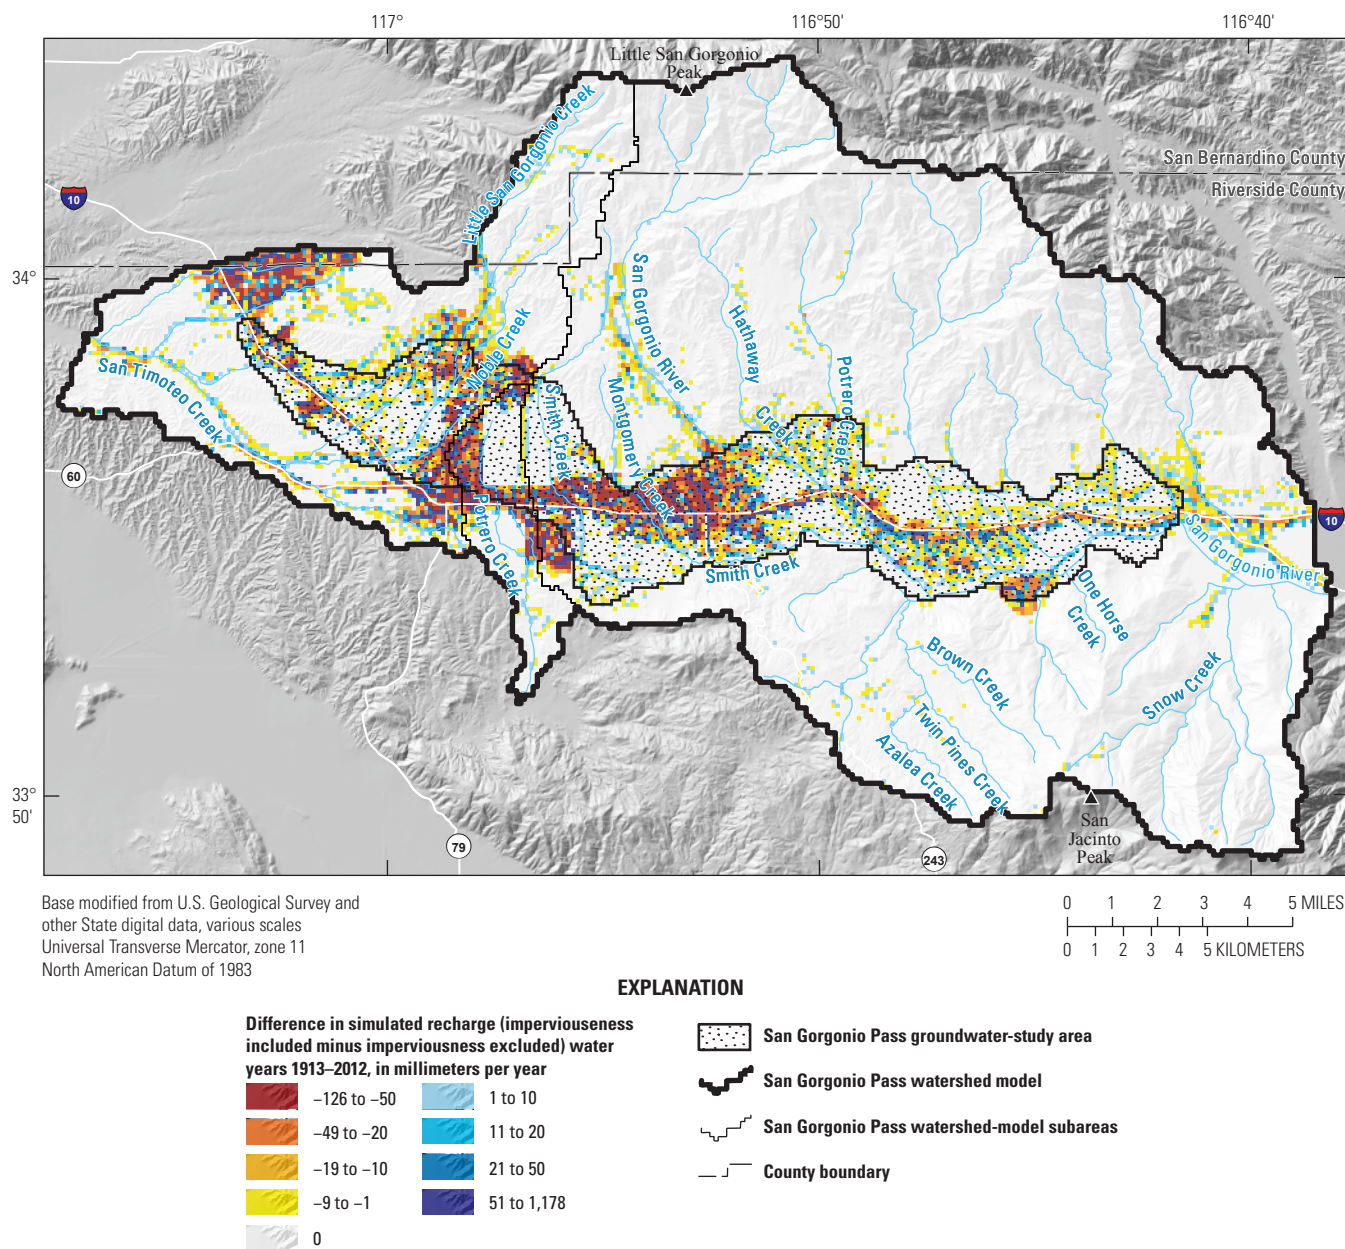 117°
116°50'
116°40'
Little San Gorgonio
Peak
Little San Gorgonio Creek
San Bernardino County
Riverside County
10
34°
San Gorgonio River
Hathaway
Creek
Noble Creek
Potrero Creek
San Timoteo Creek
Smith Creek
Montgomery Creek
60
10
Potrero Creek
San Gorgonio River
Smith Creek
One Horse
Creek
Brown Creek
Snow Creek
Twin Pines Creek
Azalea Creek
33°
50'
San
Jacinto
Peak
79
243
Base modified from U.S. Geological Survey and
other State digital data, various scales
Universal Transverse Mercator, zone 11
North American Datum of 1983
0 1 2 3 4 5 MILES
0 1 2 3 4 5 KILOMETERS
EXPLANATION
Difference in simulated recharge (imperviouseness
included minus imperviousness excluded) water
years 1913–2012, in millimeters per year
−126 to −50
−49 to −20
−19 to −10
−9 to −1
0
1 to 10
11 to 20
21 to 50
51 to 1,178
San Gorgonio Pass groundwater-study area
San Gorgonio Pass watershed model
San Gorgonio Pass watershed-model subareas
County boundary